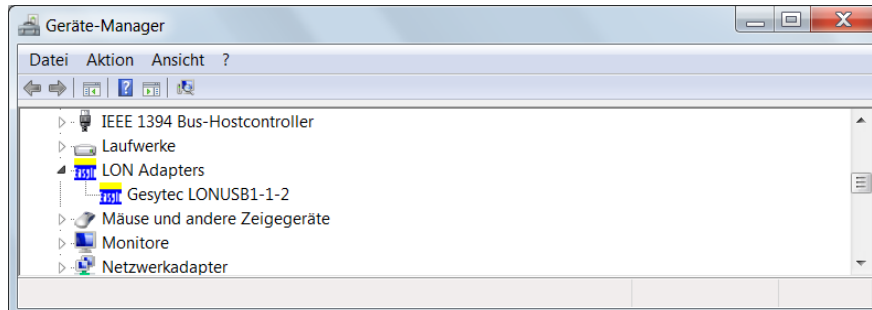 Geräte-Manager
Datei Aktion Ansicht ?
IEEE 1394 Bus-Hostcontroller
Laufwerke
LON Adapters
Gesytec LONUSB1-1-2
Mäuse und andere Zeigegeräte
Monitore
Netzwerkadapter